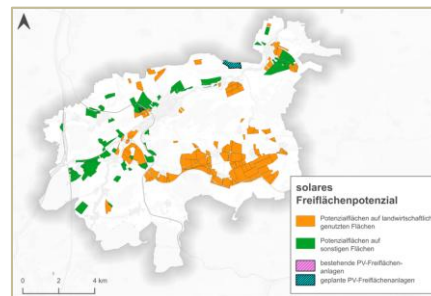 solares
Freiflächenpotenzial
Potenzialflächen auf landwirtschaftlich
genutzten Flächen
Potenzialflächen auf
sonstigen Flächen
bestehende PV-Freiflächen-
anlagen
geplante PV-Freiflächenanlagen
0 2 4 km